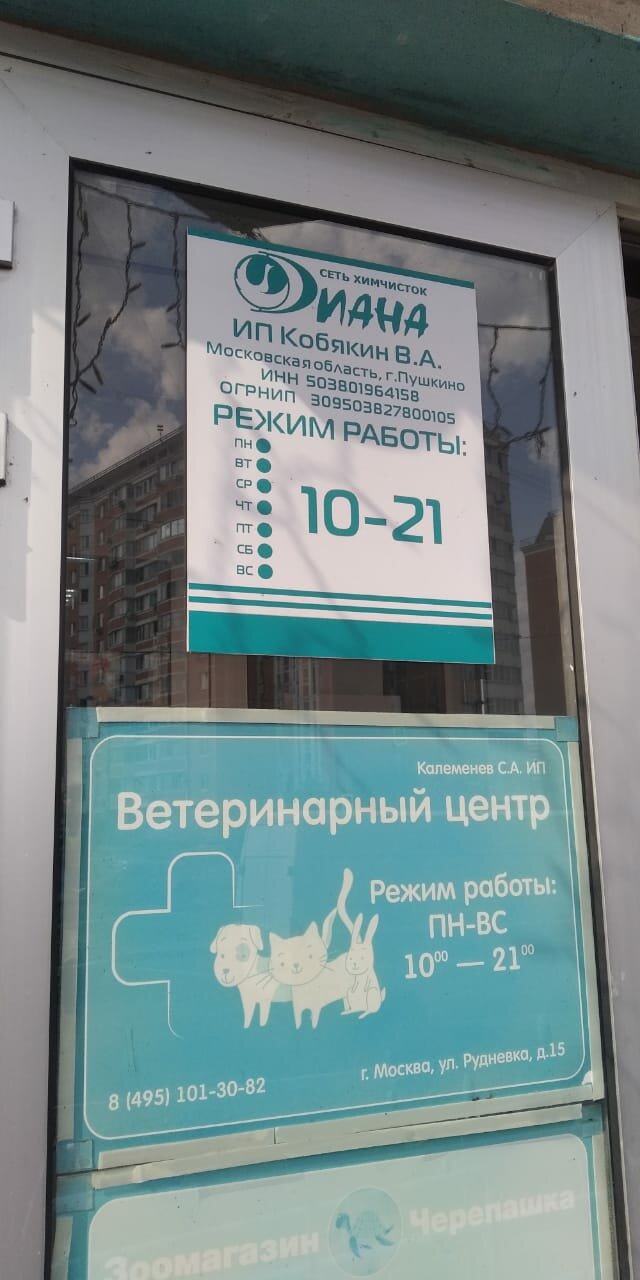 СЕТЬ ХИМЧИСТОК
ДИАНА
ИП Кобякин В.А.
Московская область, г.Пушкино
ИНН 503801964158
ОГРНИП 309503827800105
РЕЖИМ РАБОТЫ:
ПН
ВТ
СР
ЧТ
ПТ
СБ
ВС
10-21
Калеменев С.А. ИП
Ветеринарный центр
Режим работы:
ПН-ВС
10⁰⁰ — 21⁰⁰
8 (495) 101-30-82
г. Москва, ул. Рудневка, д.15
Зоомагазин Черепашка